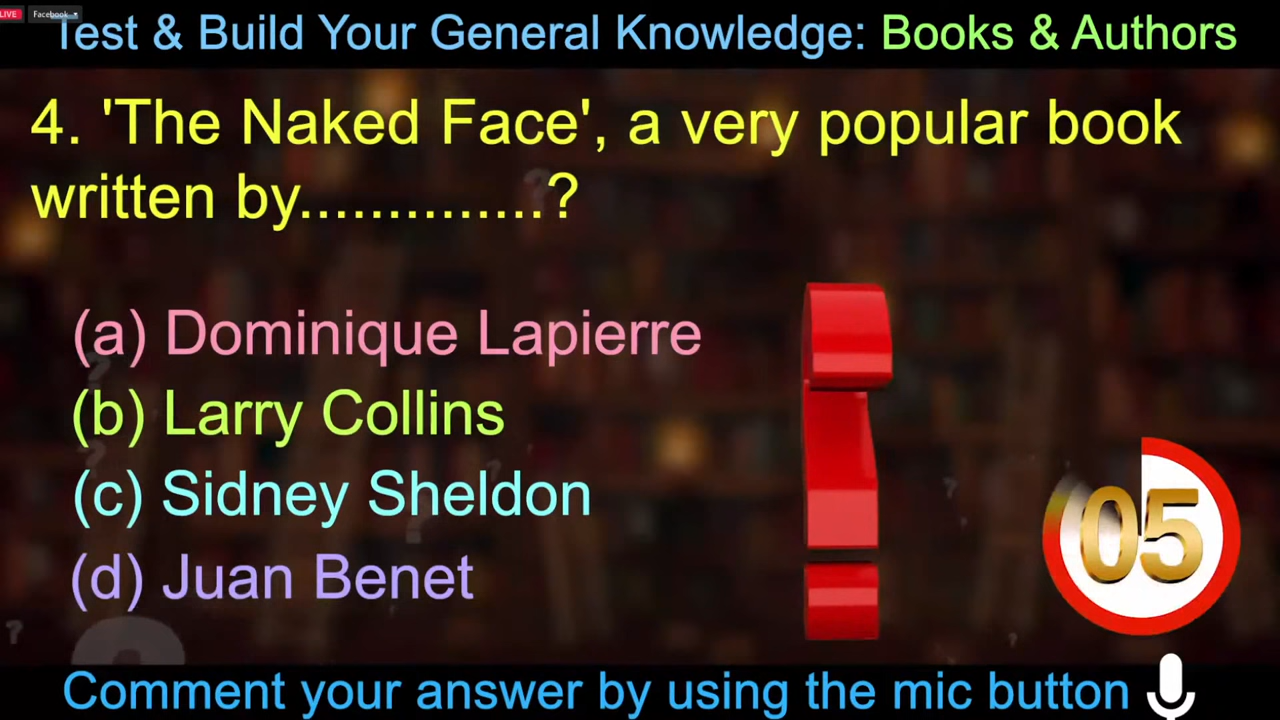 LIVE
Facebook
Test & Build Your General Knowledge: Books & Authors
4. 'The Naked Face', a very popular book
written by..............?
(a) Dominique Lapierre
(b) Larry Collins
(c) Sidney Sheldon
(d) Juan Benet
05
Comment your answer by using the mic button